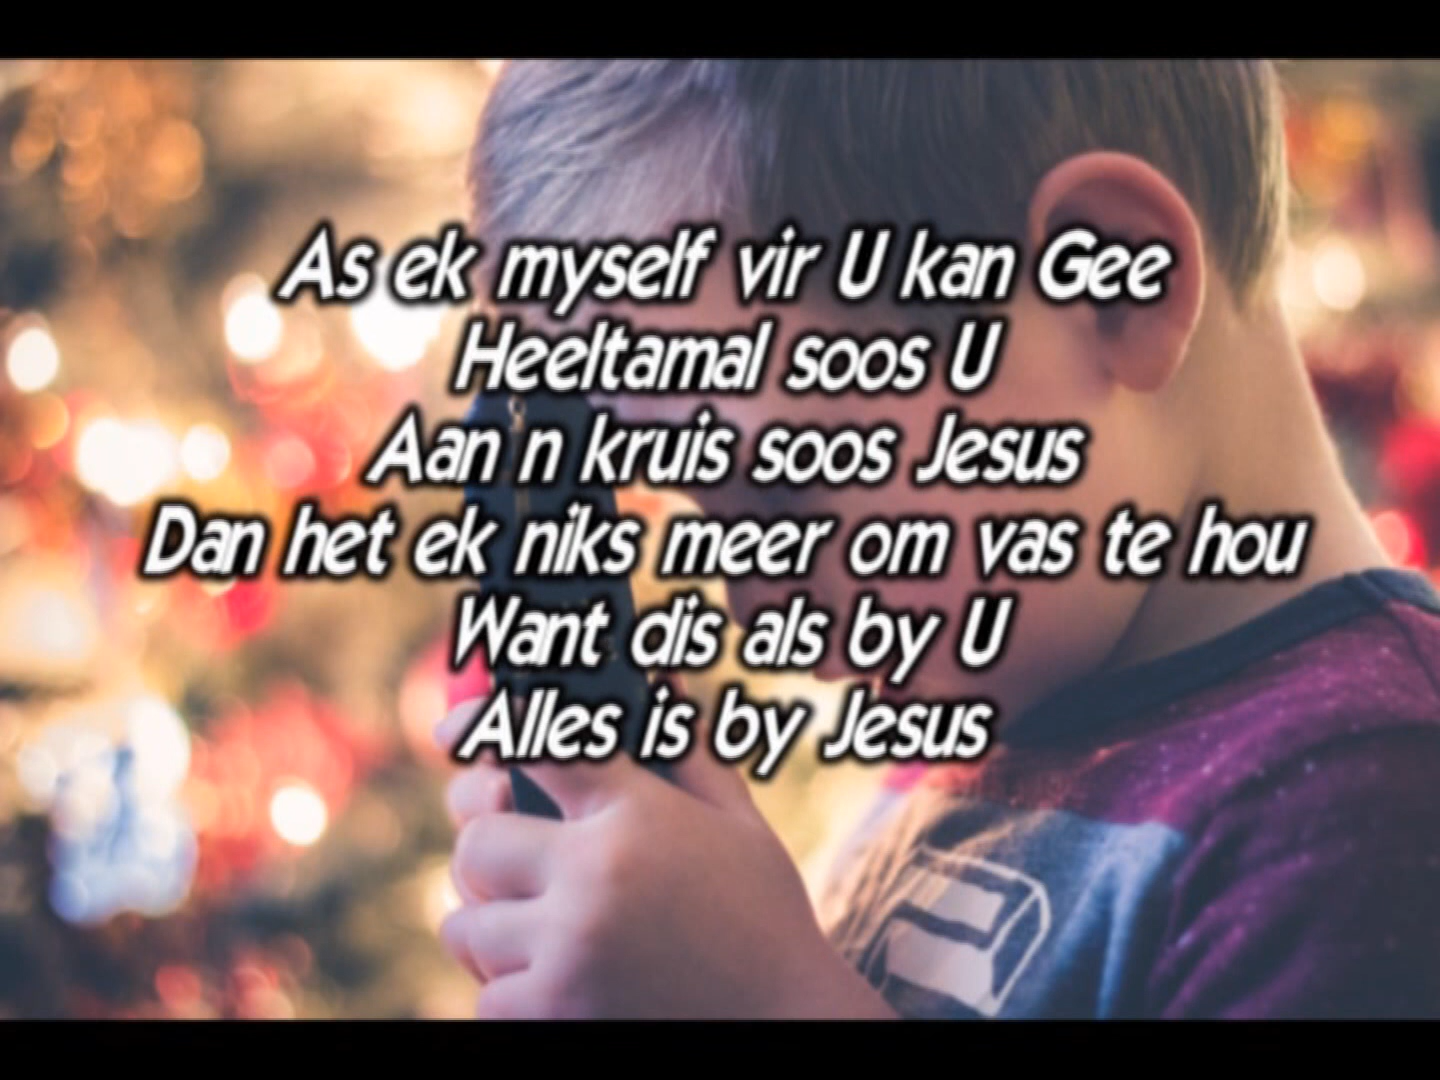 As ek myself vir U kan Gee
Heeltamal soos U
Aan n kruis soos Jesus
Dan het ek niks meer om vas te hou
Want dis als by U
Alles is by Jesus